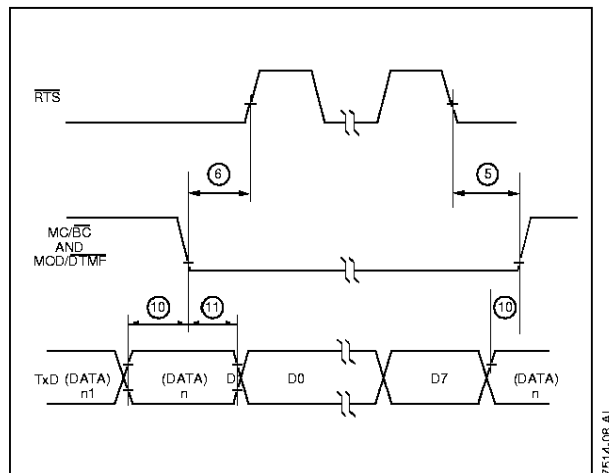 RTS
6
5
MC/BC
AND
MOD/DTMF
10
11
10
TxD (DATA)
n1
(DATA)
n
D
D0
D7
(DATA)
n
7514-08.AI